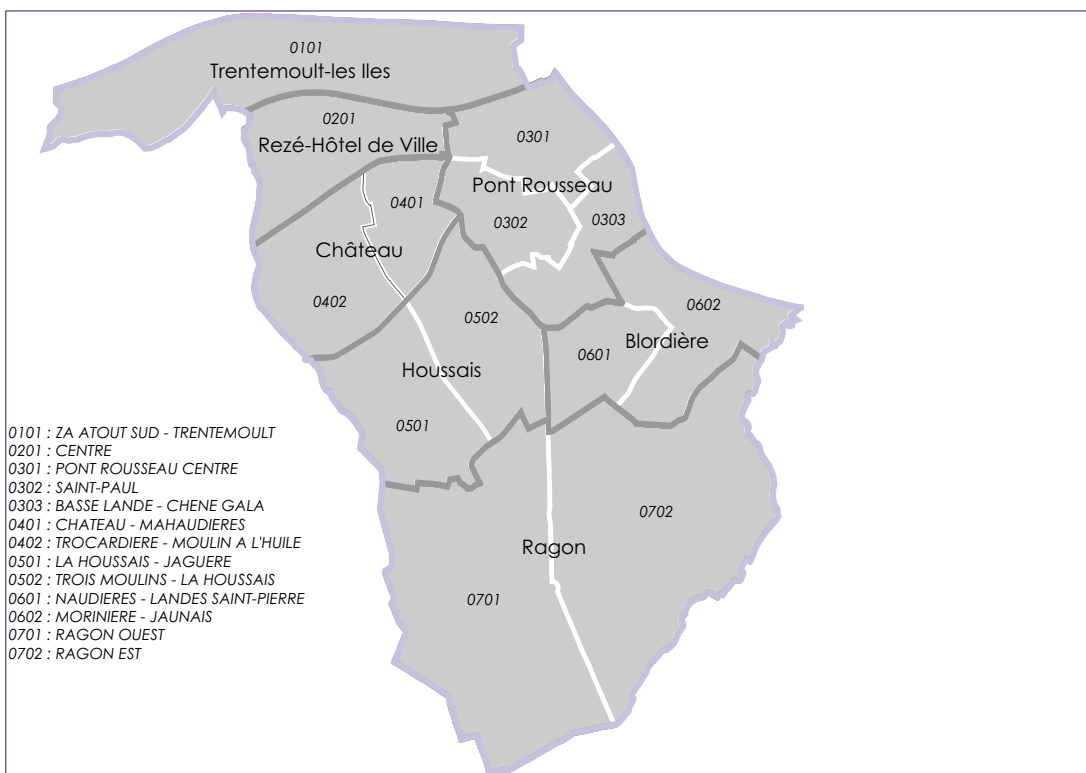 0101
Trentemoult-les Iles
0201
Rezé-Hôtel de Ville
0301
Pont Rousseau
0401
0302
0303
Château
0402
0502
0602
0601
Blordière
Houssais
0501
0702
Ragon
0701
0101 : ZA ATOUT SUD - TRENTEMOULT
0201 : CENTRE
0301 : PONT ROUSSEAU CENTRE
0302 : SAINT-PAUL
0303 : BASSE LANDE - CHENE GALA
0401 : CHATEAU - MAHAUDIERES
0402 : TROCARDIERE - MOULIN A L'HUILE
0501 : LA HOUSSAIS - JAGUERE
0502 : TROIS MOULINS - LA HOUSSAIS
0601 : NAUDIERES - LANDES SAINT-PIERRE
0602 : MORINIERE - JAUNAIS
0701 : RAGON OUEST
0702 : RAGON EST